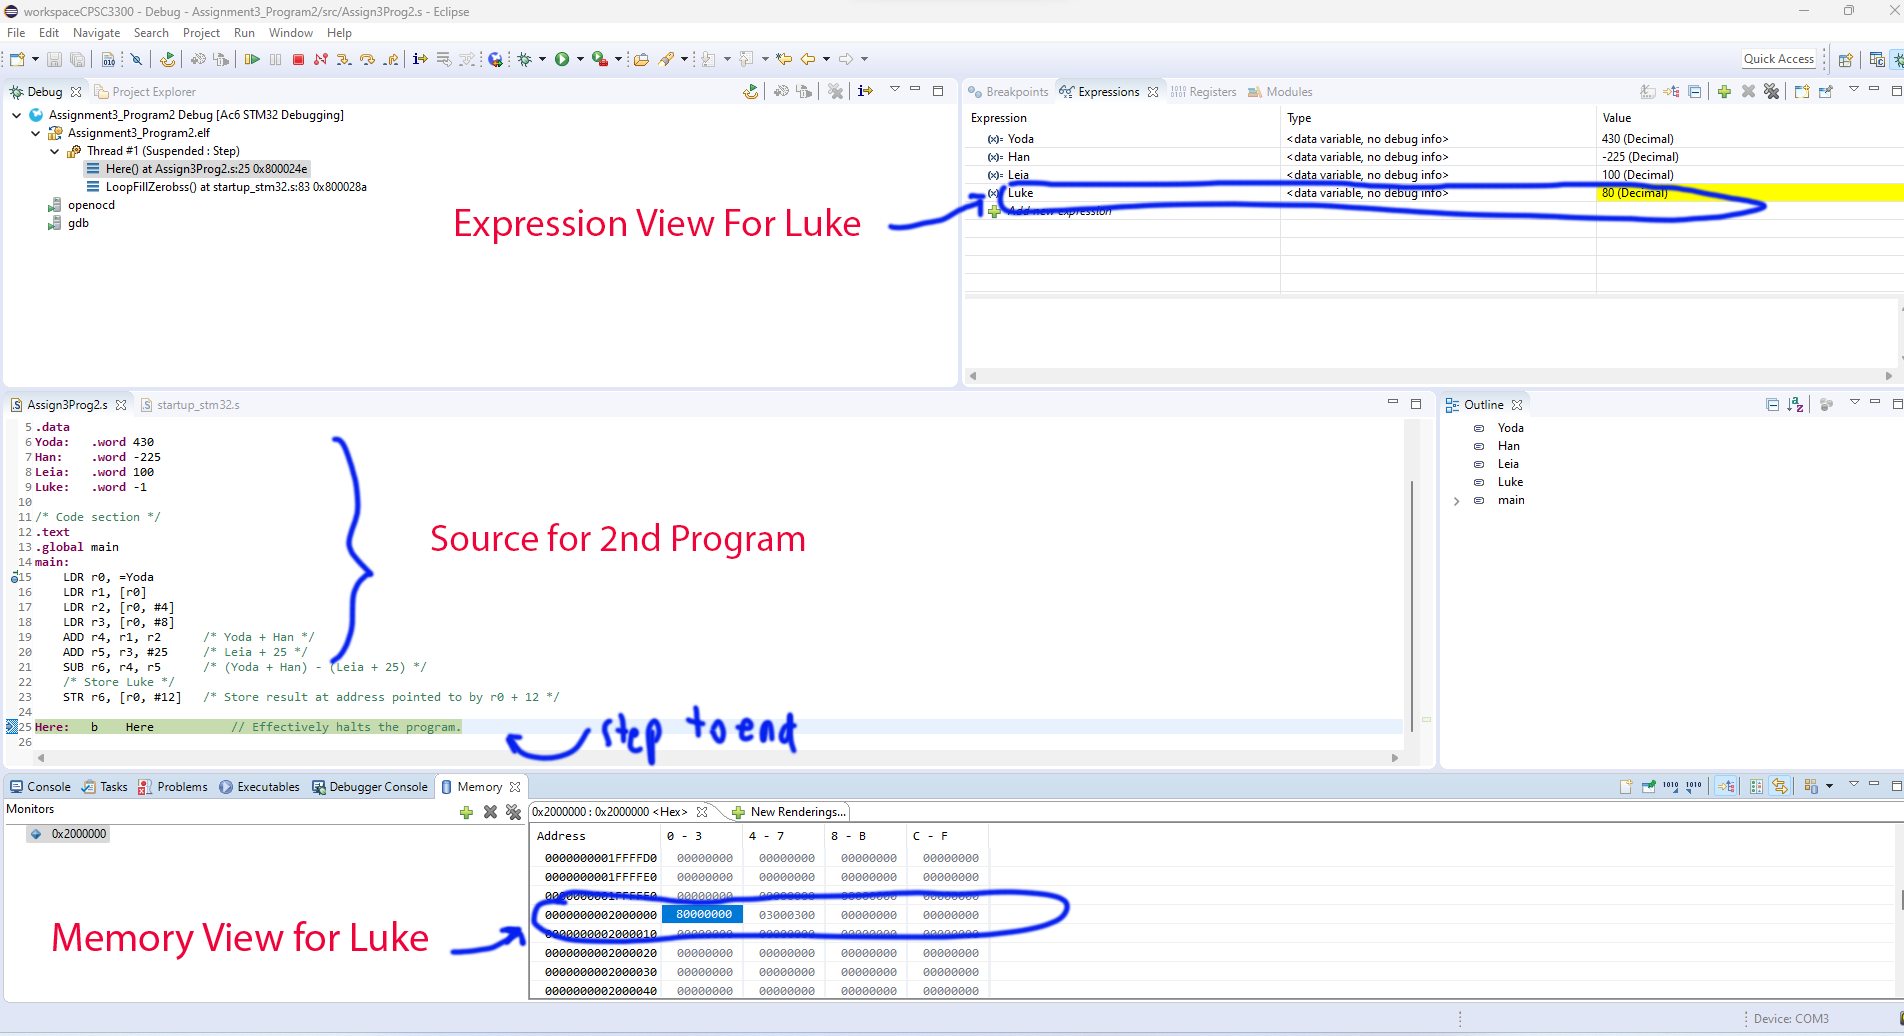 workspaceCPSC3300 - Debug - Assignment3_Program2/src/Assign3Prog2.s - Eclipse
File Edit Navigate Search Project Run Window Help
Quick Access
Debug Project Explorer
Assignment3_Program2 Debug [Ac6 STM32 Debugging]
Assignment3_Program2.elf
Thread #1 (Suspended : Step)
Here() at Assign3Prog2.s:25 0x800024e
LoopFillZerobss() at startup_stm32.s:83 0x800028a
openocd
gdb
Breakpoints Expressions Registers Modules
Expression Type Value
(x)= Yoda <data variable, no debug info> 430 (Decimal)
(x)= Han <data variable, no debug info> -225 (Decimal)
(x)= Leia <data variable, no debug info> 100 (Decimal)
(x)= Luke <data variable, no debug info> 80 (Decimal)
Add new expression
Expression View For Luke
Assign3Prog2.s startup_stm32.s
5 .data
6 Yoda: .word 430
7 Han: .word -225
8 Leia: .word 100
9 Luke: .word -1
10
11 /* Code section */
12 .text
13 .global main
14 main:
15 LDR r0, =Yoda
16 LDR r1, [r0]
17 LDR r2, [r0, #4]
18 LDR r3, [r0, #8]
19 ADD r4, r1, r2 /* Yoda + Han */
20 ADD r5, r3, #25 /* Leia + 25 */
21 SUB r6, r4, r5 /* (Yoda + Han) - (Leia + 25) */
22 /* Store Luke */
23 STR r6, [r0, #12] /* Store result at address pointed to by r0 + 12 */
24
25 Here: b Here // Effectively halts the program.
26
Source for 2nd Program
step to end
Outline
Yoda
Han
Leia
Luke
main
Console Tasks Problems Executables Debugger Console Memory
Monitors
0x2000000
0x2000000 : 0x2000000 <Hex> New Renderings...
Address 0 - 3 4 - 7 8 - B C - F
0000000001FFFFD0 00000000 00000000 00000000 00000000
0000000001FFFFE0 00000000 00000000 00000000 00000000
0000000001FFFFF0 00000000 00000000 00000000 00000000
0000000002000000 80000000 03000300 00000000 00000000
0000000002000010 00000000 00000000 00000000 00000000
0000000002000020 00000000 00000000 00000000 00000000
0000000002000030 00000000 00000000 00000000 00000000
0000000002000040 00000000 00000000 00000000 00000000
Memory View for Luke
Device: COM3